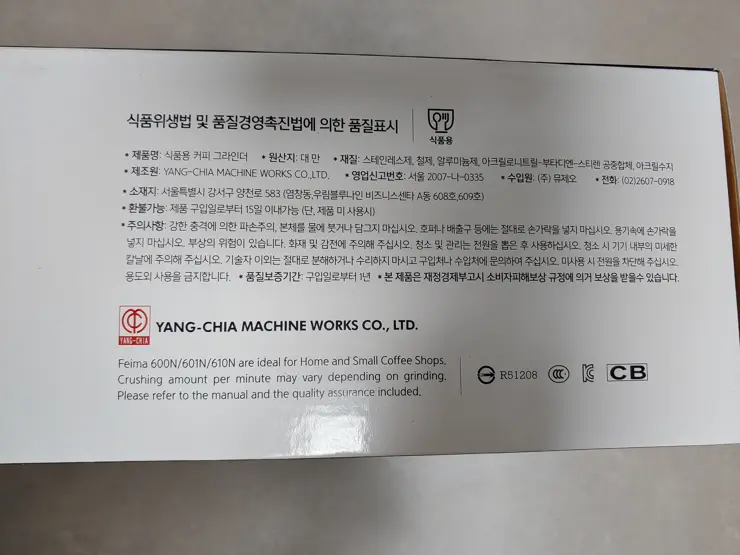 식품위생법 및 품질경영촉진법에 의한 품질표시
식품용
• 제품명: 식품용 커피 그라인더 • 원산지: 대 만 • 재질: 스테인레스제, 철제, 알루미늄제, 아크릴로니트릴-부타디엔-스티렌 공중합체, 아크릴수지
• 제조원: YANG-CHIA MACHINE WORKS CO.,LTD. • 영업신고번호: 서울 2007-나-0335 • 수입원: (주) 뮤제오 • 전화: (02)2607-0918
• 소재지: 서울특별시 강서구 양천로 583 (염창동,우림블루나인 비즈니스센타 A동 608호,609호)
• 환불가능: 제품 구입일로부터 15일 이내가능 (단, 제품 미 사용시)
• 주의사항: 강한 충격에 의한 파손주의, 본체를 물에 붓거나 담그지 마십시오. 호퍼나 배출구 등에는 절대로 손가락을 넣지 마십시오. 용기속에 손가락을
넣지 마십시오. 부상의 위험이 있습니다. 화재 및 감전에 주의해 주십시오. 청소 및 관리는 전원을 뽑은 후 사용하십시오. 청소 시 기기 내부의 미세한
칼날에 주의해 주십시오. 기술자 이외는 절대로 분해하거나 수리하지 마시고 구입처나 수입처에 문의하여 주십시오. 미사용 시 전원을 차단해 주십시오.
용도외 사용을 금지합니다. • 품질보증기간: 구입일로부터 1년 • 본 제품은 재정경제부고시 소비자피해보상 규정에 의거 보상을 받을수 있습니다.
YANG-CHIA
YANG-CHIA MACHINE WORKS CO., LTD.
Feima 600N/601N/610N are ideal for Home and Small Coffee Shops.
Crushing amount per minute may vary depending on grinding.
Please refer to the manual and the quality assurance included.
R51208 CCC KC CB